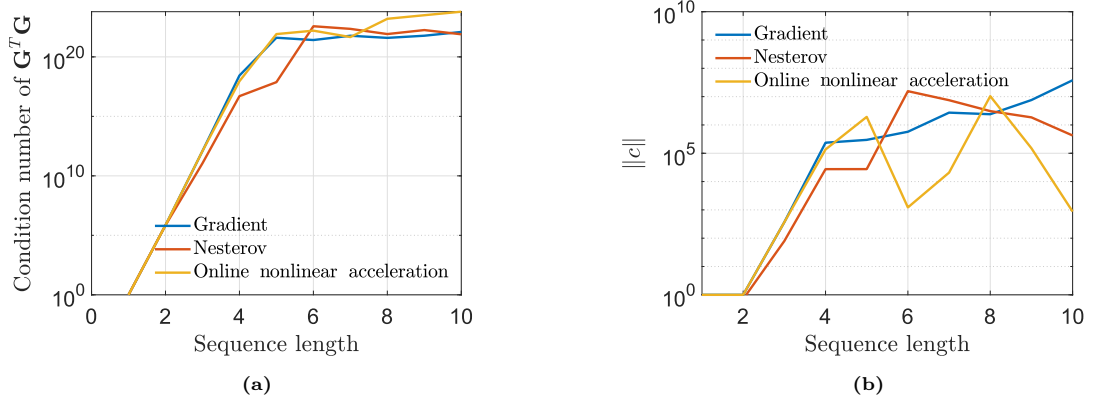 Condition number of G^T G
10^20
10^10
10^0
0 2 4 6 8 10
Sequence length
Gradient
Nesterov
Online nonlinear acceleration
(a)
‖c‖
10^10
10^5
10^0
2 4 6 8 10
Sequence length
Gradient
Nesterov
Online nonlinear acceleration
(b)